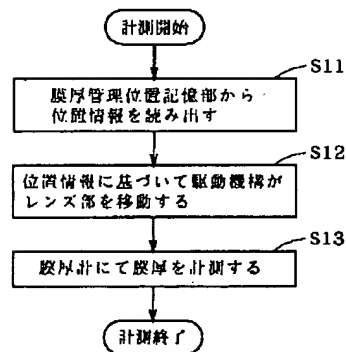 計測開始
S11
膜厚管理位置記憶部から
位置情報を読み出す
S12
位置情報に基づいて駆動機構が
レンズ部を移動する
S13
膜厚計にて膜厚を計測する
計測終了